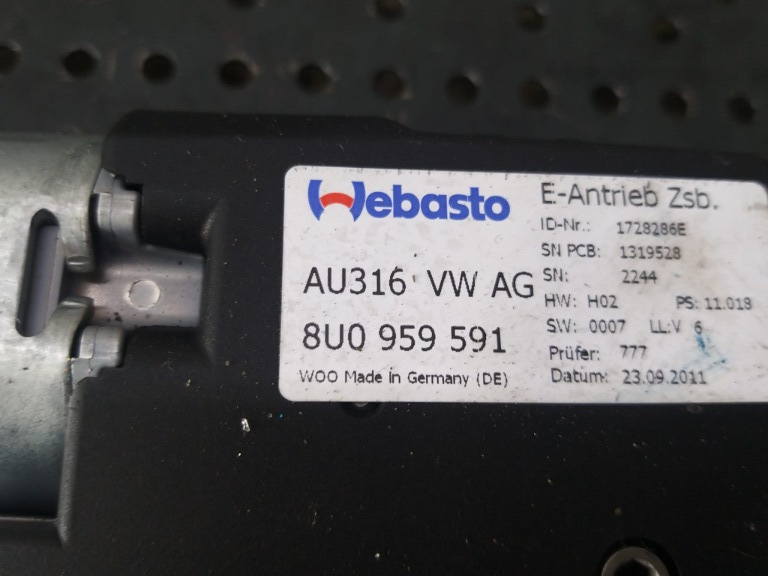 Webasto
AU316 VW AG
8U0 959 591
WOO Made in Germany (DE)
E-Antrieb Zsb.
ID-Nr.: 1728286E
SN PCB: 1319528
SN: 2244
HW: H02 PS: 11.018
SW: 0007 LL:V 6
Prüfer: 777
Datum: 23.09.2011